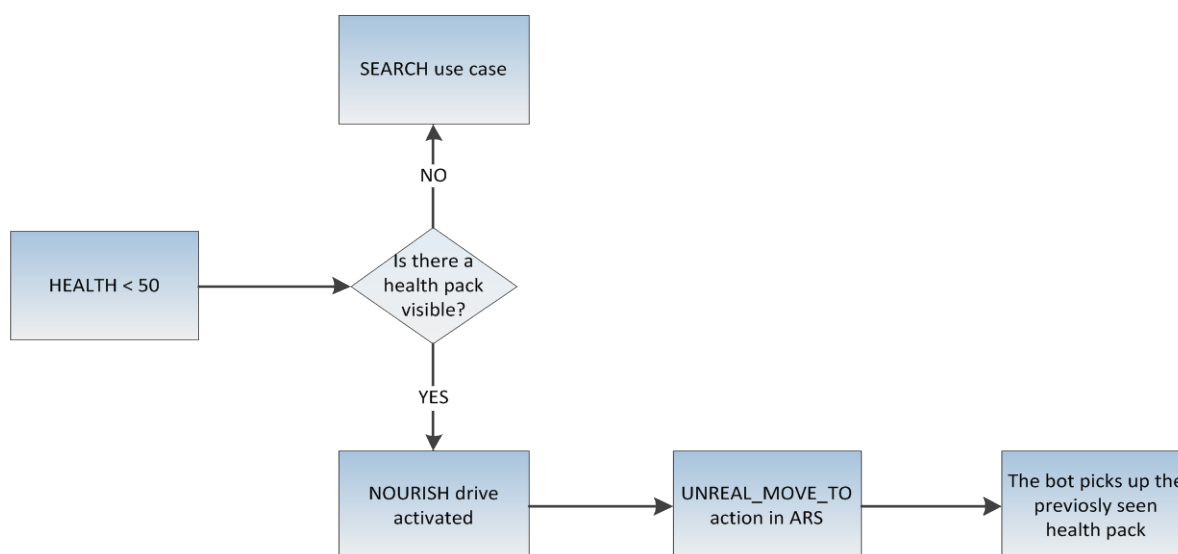 SEARCH use case
NO
HEALTH < 50
Is there a
health pack
visible?
YES
NOURISH drive
activated
UNREAL_MOVE_TO
action in ARS
The bot picks up the
previosly seen
health pack